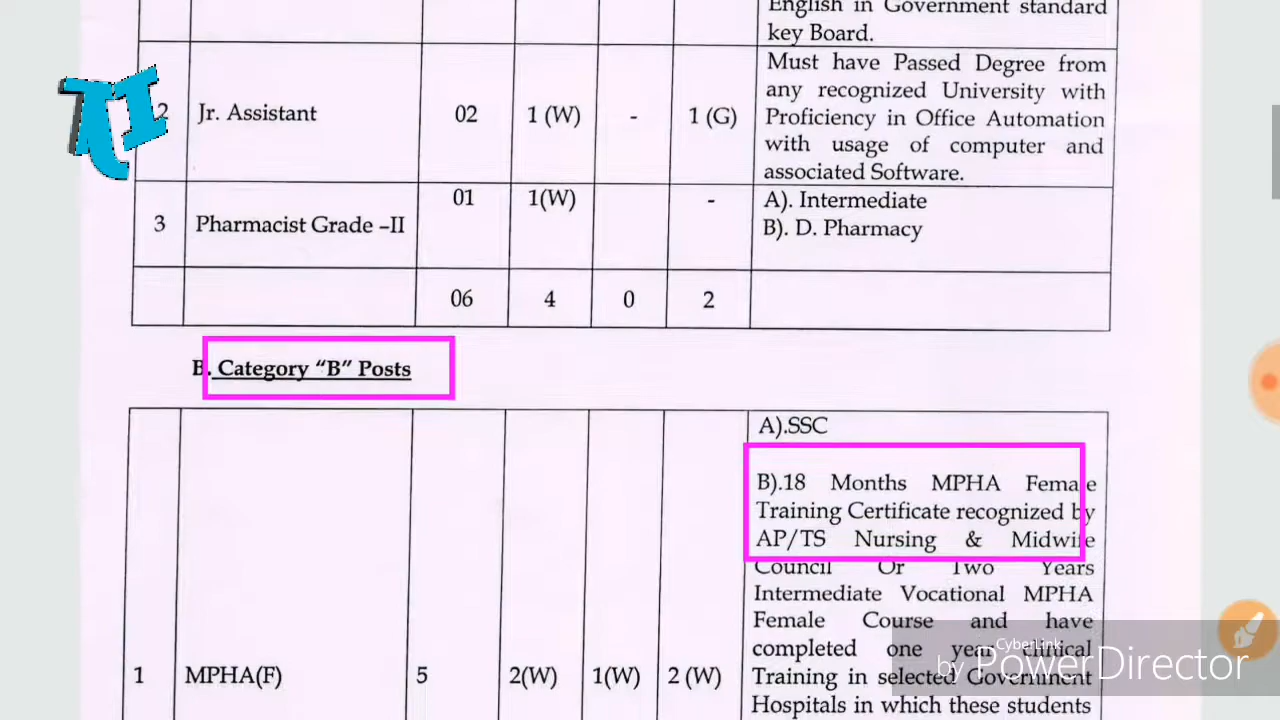 English in Government standard
key Board.
2 Jr. Assistant 02 1 (W) - 1 (G) Must have Passed Degree from
any recognized University with
Proficiency in Office Automation
with usage of computer and
associated Software.
3 Pharmacist Grade –II 01 1(W) - A). Intermediate
B). D. Pharmacy
06 4 0 2
B. Category “B” Posts
1 MPHA(F) 5 2(W) 1(W) 2 (W) A).SSC
B).18 Months MPHA Female
Training Certificate recognized by
AP/TS Nursing & Midwife
Council Or Two Years
Intermediate Vocational MPHA
Female Course and have
completed one year clinical
Training in selected Government
Hospitals in which these students
TI
CyberLink
by PowerDirector